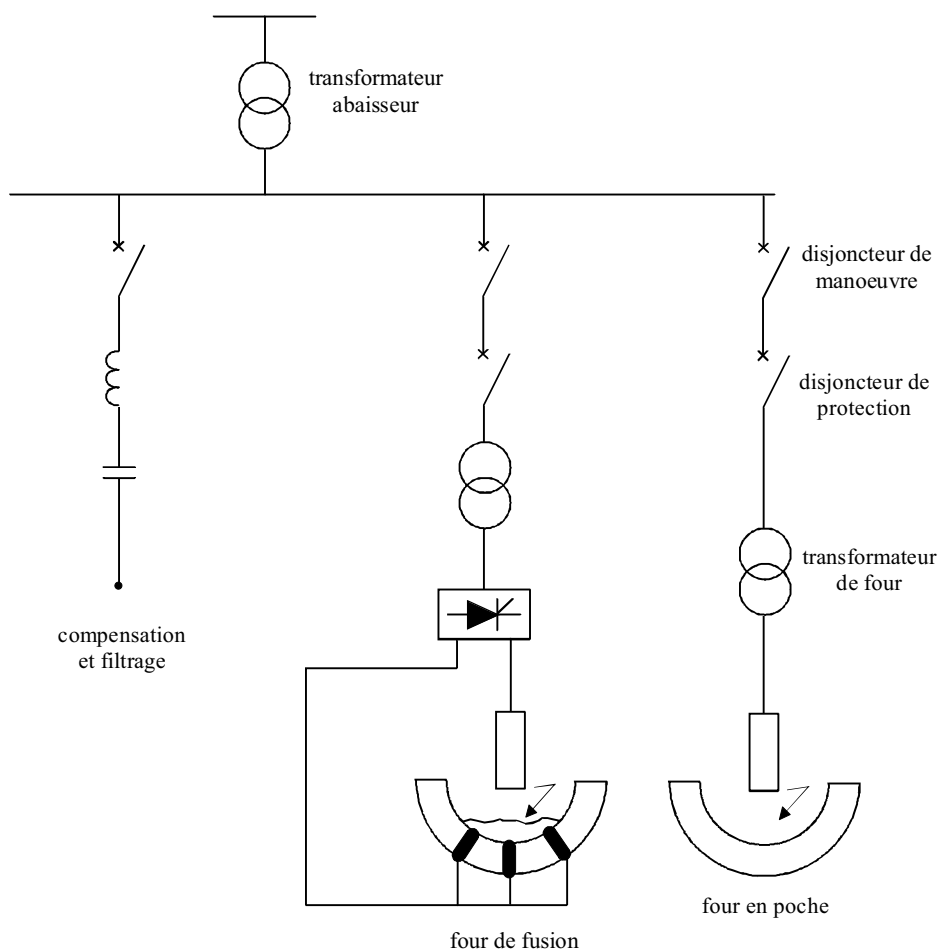 transformateur
abaisseur
disjoncteur de
manoeuvre
disjoncteur de
protection
transformateur
de four
compensation
et filtrage
four en poche
four de fusion